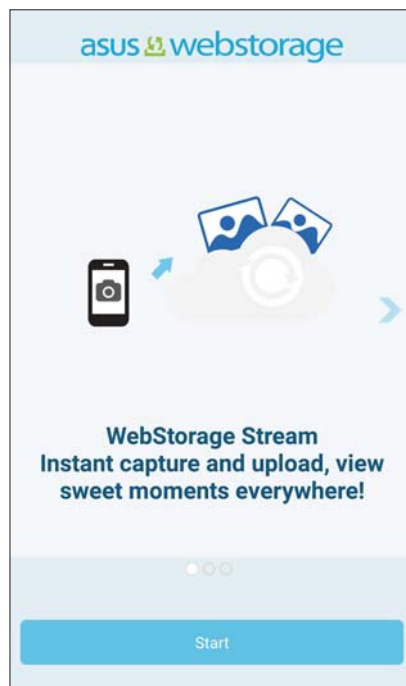 asus webstorage
WebStorage Stream
Instant capture and upload, view
sweet moments everywhere!
Start